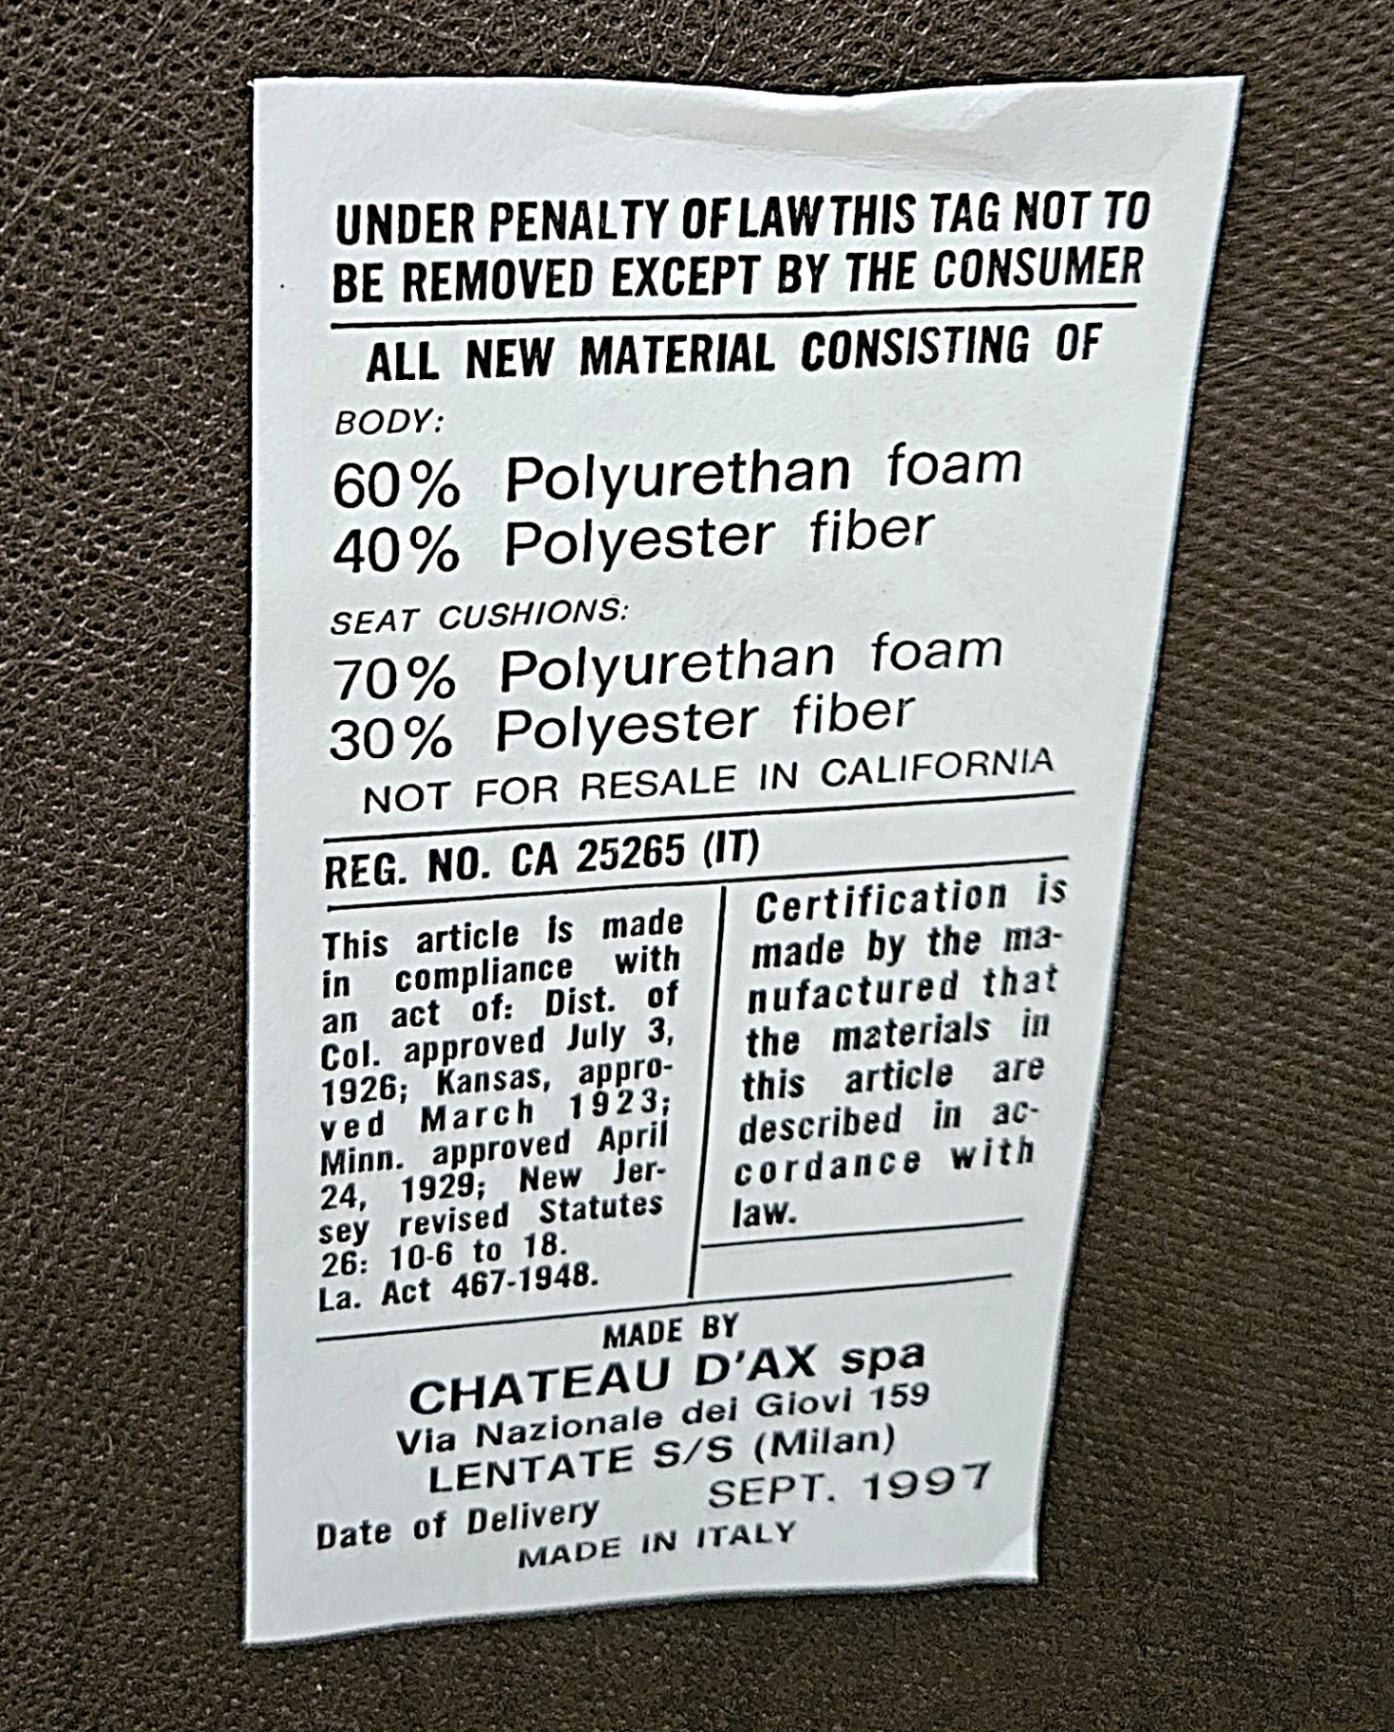 UNDER PENALTY OF LAW THIS TAG NOT TO
BE REMOVED EXCEPT BY THE CONSUMER
ALL NEW MATERIAL CONSISTING OF
BODY:
60% Polyurethan foam
40% Polyester fiber
SEAT CUSHIONS:
70% Polyurethan foam
30% Polyester fiber
NOT FOR RESALE IN CALIFORNIA
REG. NO. CA 25265 (IT)
This article is made
in compliance with
an act of: Dist. of
Col. approved July 3,
1926; Kansas, appro-
ved March 1923;
Minn. approved April
24, 1929; New Jer-
sey revised Statutes
26: 10-6 to 18.
La. Act 467-1948.
Certification is
made by the ma-
nufactured that
the materials in
this article are
described in ac-
cordance with
law.
MADE BY
CHATEAU D'AX spa
Via Nazionale dei Giovi 159
LENTATE S/S (Milan)
Date of Delivery SEPT. 1997
MADE IN ITALY